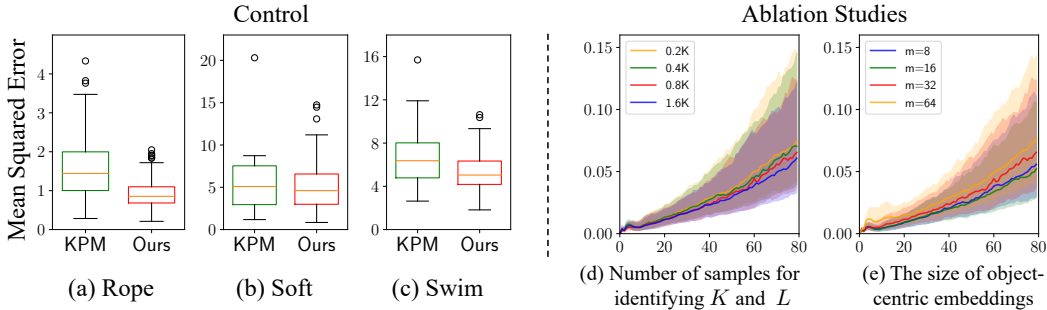 Control
Ablation Studies
Mean Squared Error
4
3
2
1
0
KPM Ours
20
15
10
5
0
KPM Ours
16
12
8
4
0
KPM Ours
0.15
0.10
0.05
0.00
0 20 40 60 80
0.2K
0.4K
0.8K
1.6K
0.15
0.10
0.05
0.00
0 20 40 60 80
m=8
m=16
m=32
m=64
(a) Rope
(b) Soft
(c) Swim
(d) Number of samples for
identifying K and L
(e) The size of object-
centric embeddings